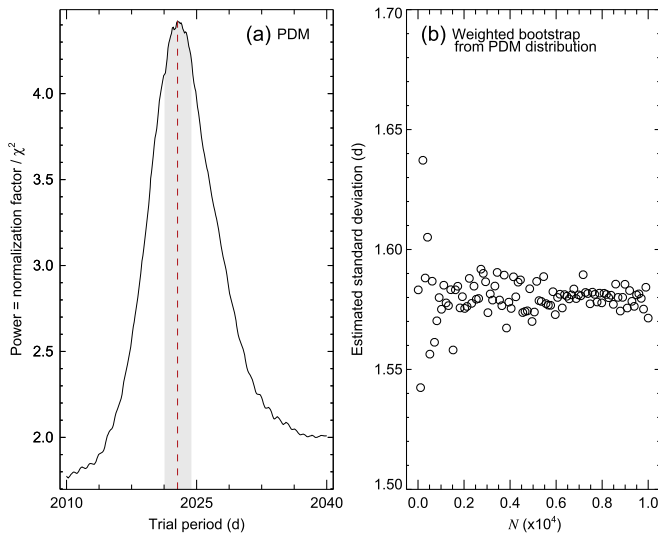 (a) PDM
Power = normalization factor / χ²
4.0
4.0
3.5
3.0
2.5
2.0
2010
2025
2040
Trial period (d)
(b) Weighted bootstrap
from PDM distribution
Estimated standard deviation (d)
1.70
1.65
1.60
1.55
1.50
0.0
0.2
0.4
0.6
0.8
1.0
N (x10⁴)